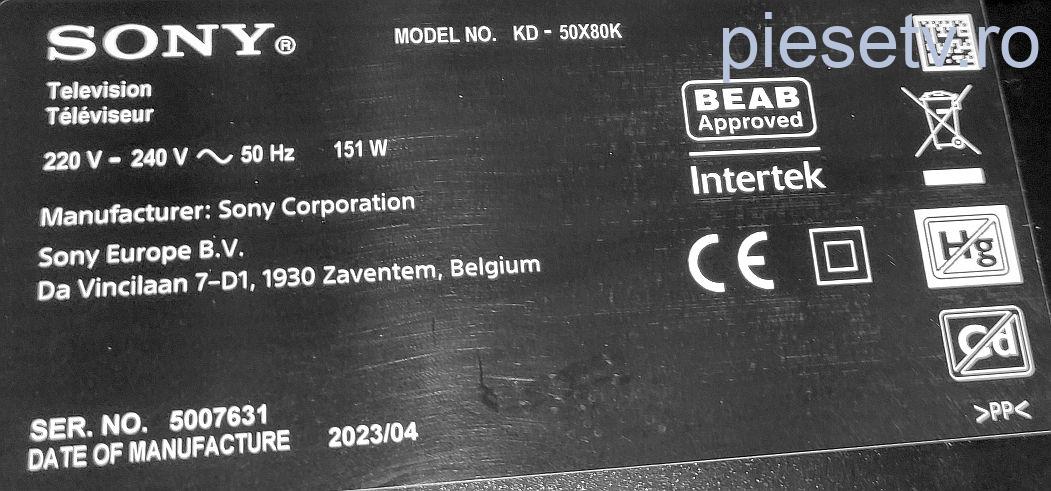 SONY®
MODEL NO. KD - 50X80K
piesetv.ro
Television
Téléviseur
BEAB
Approved
220 V - 240 V ~ 50 Hz 151 W
Intertek
Manufacturer: Sony Corporation
Sony Europe B.V.
Da Vincilaan 7-D1, 1930 Zaventem, Belgium
CE
Hg
Cd
>PP<
SER. NO. 5007631
DATE OF MANUFACTURE 2023/04